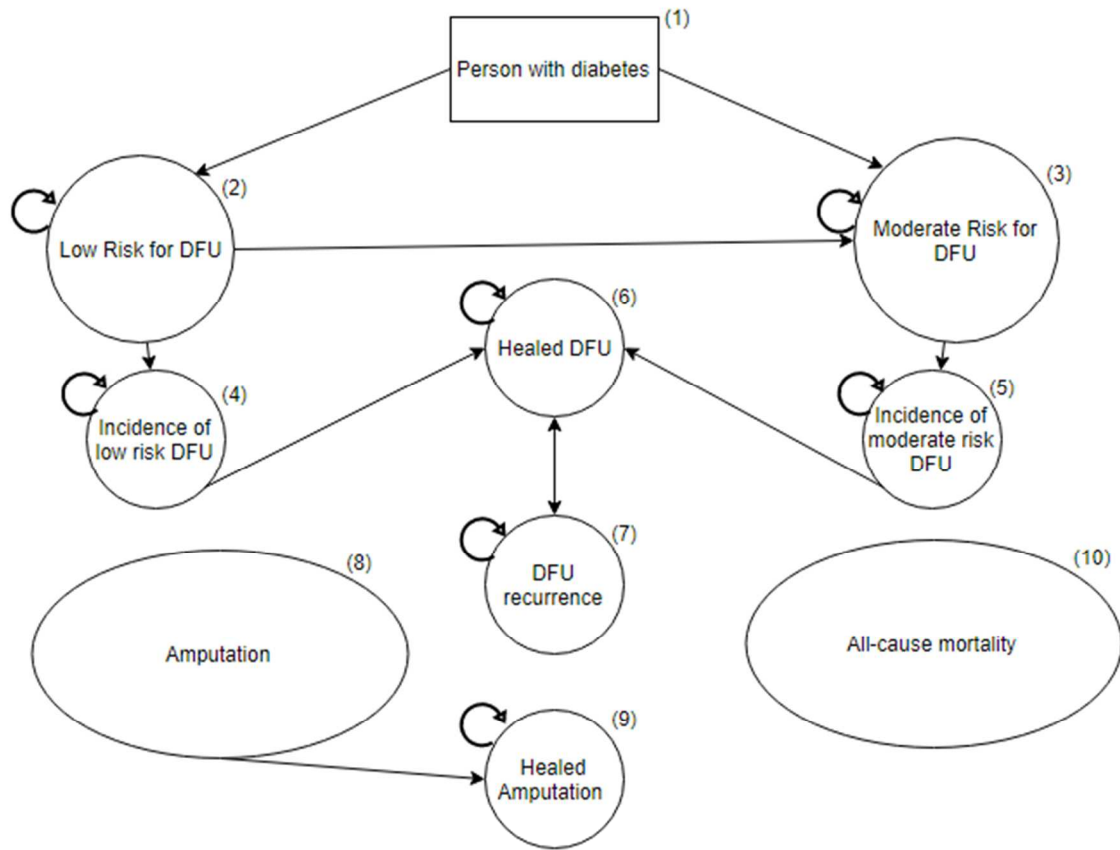 (1)
Person with diabetes
(2)
Low Risk for DFU
(3)
Moderate Risk for
DFU
(6)
Healed DFU
(4)
Incidence of
low risk DFU
(5)
Incidence of
moderate risk
DFU
(7)
DFU
recurrence
(8)
Amputation
(10)
All-cause mortality
(9)
Healed
Amputation